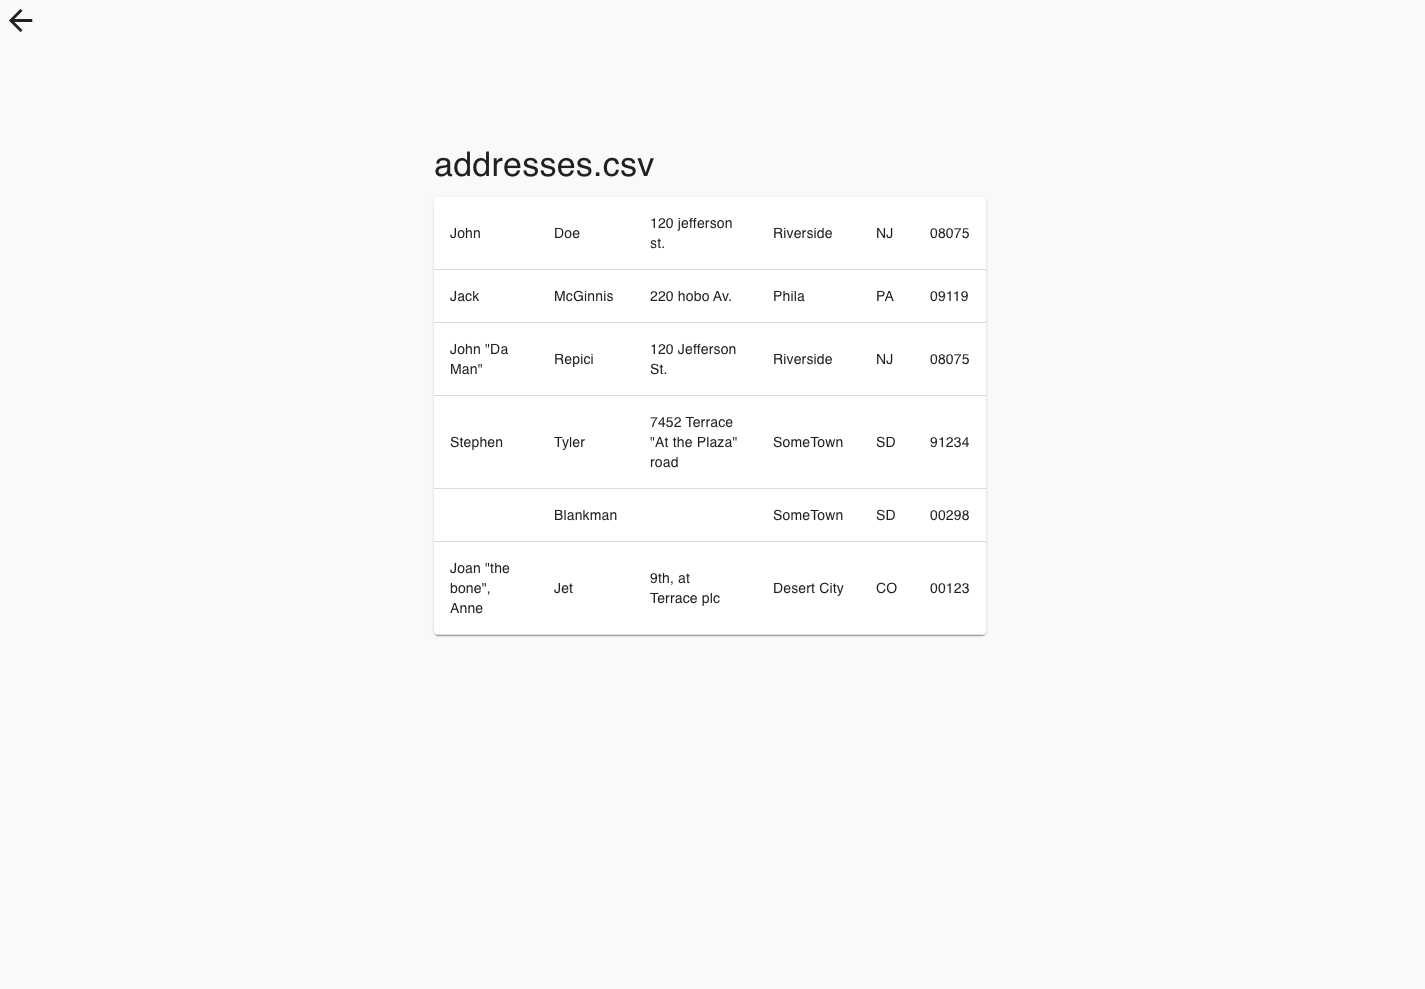 addresses.csv
John Doe 120 jefferson st. Riverside NJ 08075
Jack McGinnis 220 hobo Av. Phila PA 09119
John "Da Man" Repici 120 Jefferson St. Riverside NJ 08075
Stephen Tyler 7452 Terrace "At the Plaza" road SomeTown SD 91234
Blankman SomeTown SD 00298
Joan "the bone", Anne Jet 9th, at Terrace plc Desert City CO 00123